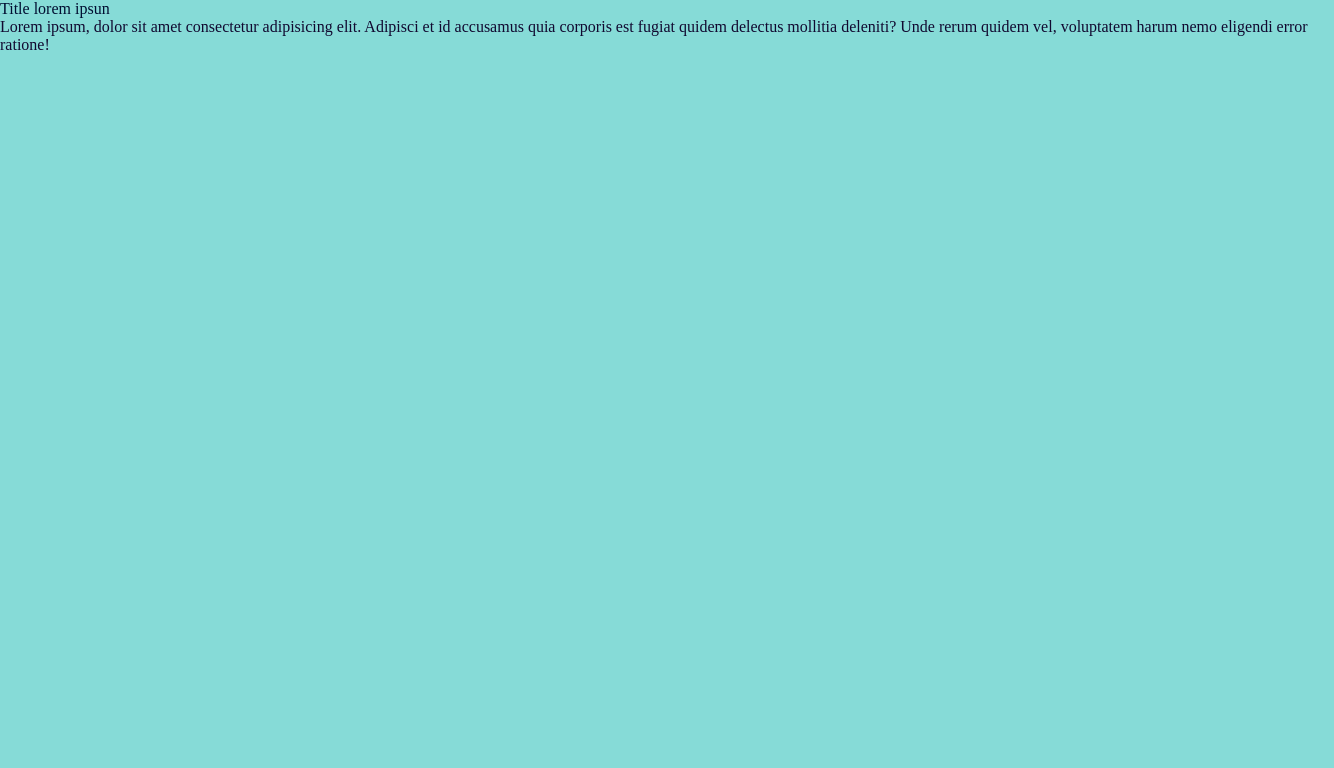 Title lorem ipsun
Lorem ipsum, dolor sit amet consectetur adipisicing elit. Adipisci et id accusamus quia corporis est fugiat quidem delectus mollitia deleniti? Unde rerum quidem vel, voluptatem harum nemo eligendi error
ratione!